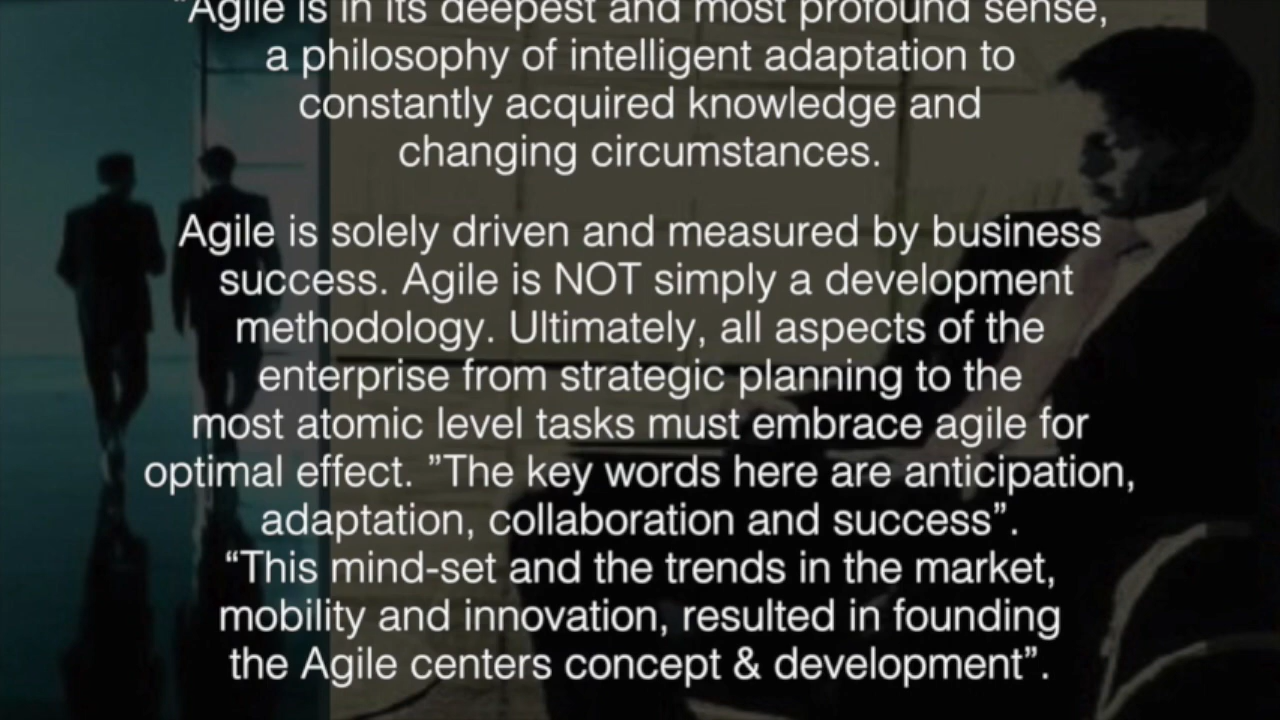 "Agile is in its deepest and most profound sense,
a philosophy of intelligent adaptation to
constantly acquired knowledge and
changing circumstances.
Agile is solely driven and measured by business
success. Agile is NOT simply a development
methodology. Ultimately, all aspects of the
enterprise from strategic planning to the
most atomic level tasks must embrace agile for
optimal effect. ”The key words here are anticipation,
adaptation, collaboration and success”.
“This mind-set and the trends in the market,
mobility and innovation, resulted in founding
the Agile centers concept & development”.